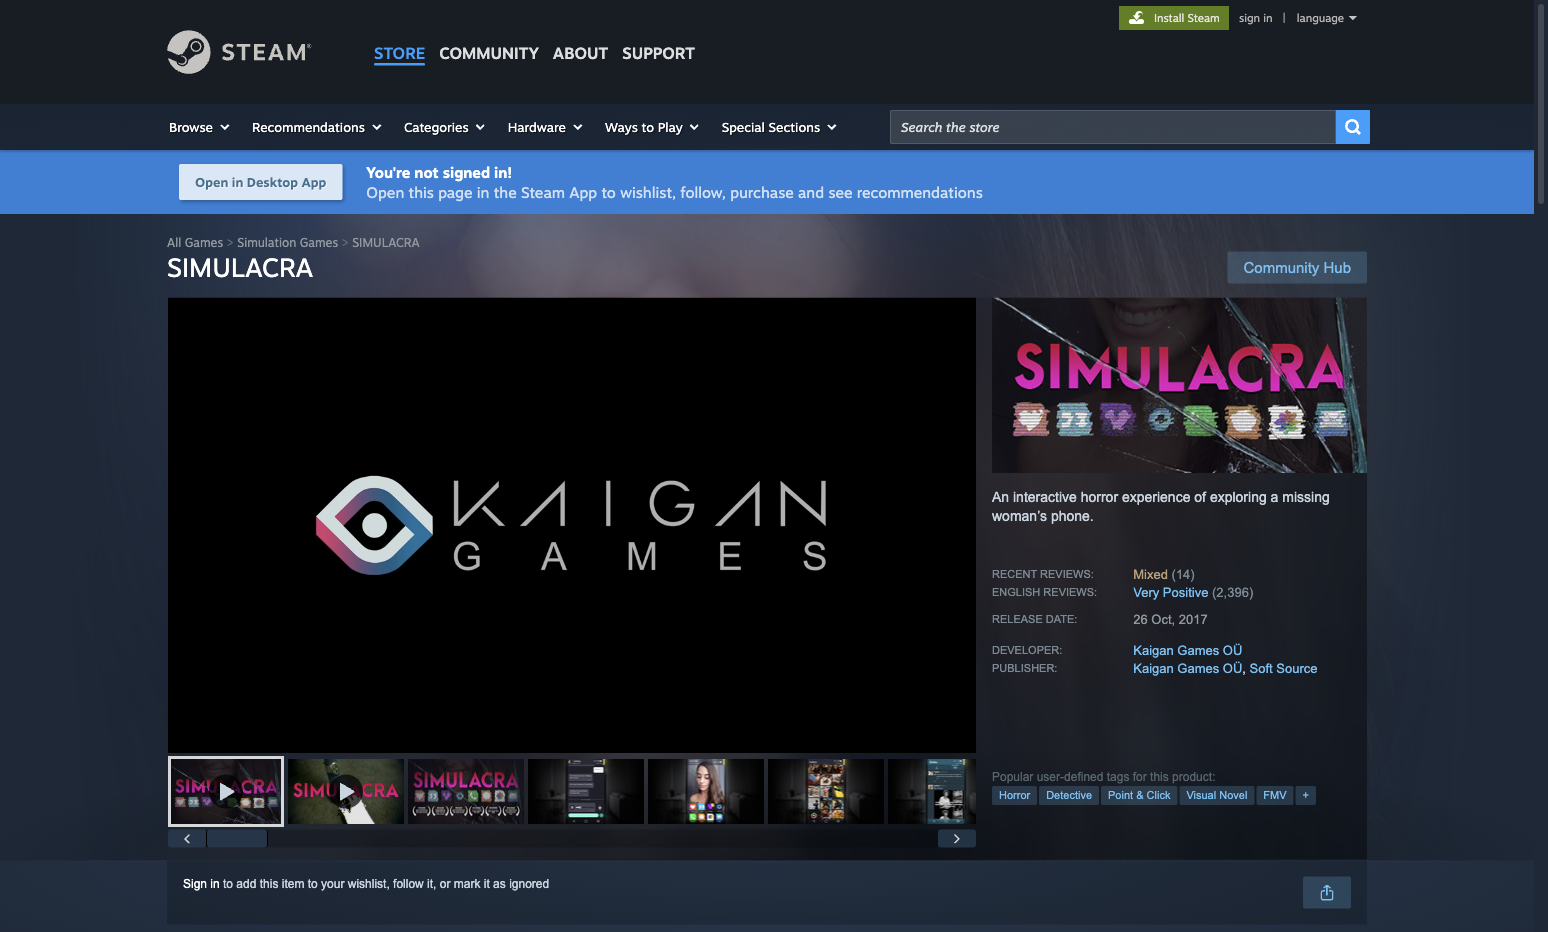 Install Steam
sign in | language
STEAM®
STORE COMMUNITY ABOUT SUPPORT
Browse Recommendations Categories Hardware Ways to Play Special Sections
Search the store
Open in Desktop App
You're not signed in!
Open this page in the Steam App to wishlist, follow, purchase and see recommendations
All Games > Simulation Games > SIMULACRA
SIMULACRA
Community Hub
KAIGAN
GAMES
SIMULACRA
An interactive horror experience of exploring a missing
woman's phone.
RECENT REVIEWS: Mixed (14)
ENGLISH REVIEWS: Very Positive (2,396)
RELEASE DATE: 26 Oct, 2017
DEVELOPER: Kaigan Games OÜ
PUBLISHER: Kaigan Games OÜ, Soft Source
Popular user-defined tags for this product:
Horror Detective Point & Click Visual Novel FMV +
SIMULACRA
SIMULACRA
Sign in to add this item to your wishlist, follow it, or mark it as ignored